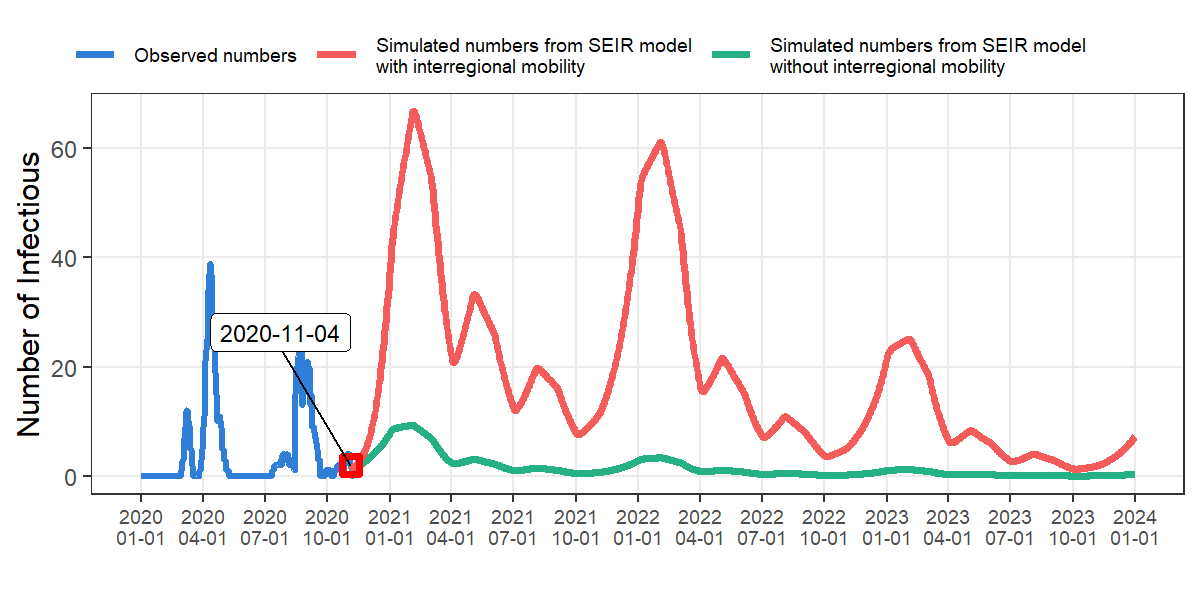 Observed numbers
Simulated numbers from SEIR model
with interregional mobility
Simulated numbers from SEIR model
without interregional mobility
Number of Infectious
60
40
20
0
2020-11-04
2020 2020 2020 2020 2021 2021 2021 2021 2022 2022 2022 2022 2023 2023 2023 2023 2024
01-01 04-01 07-01 10-01 01-01 04-01 07-01 10-01 01-01 04-01 07-01 10-01 01-01 04-01 07-01 10-01 01-01